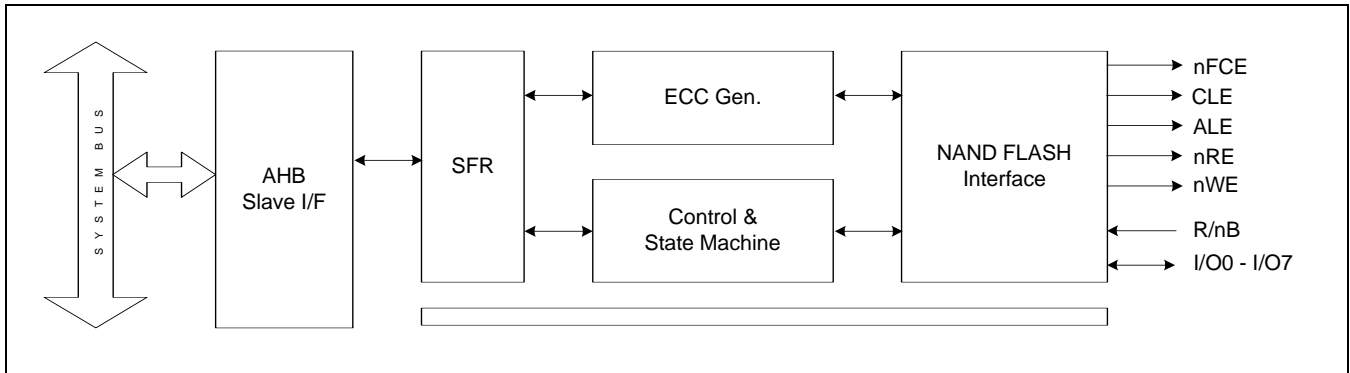 SYSTEM BUS
AHB
Slave I/F
SFR
ECC Gen.
Control &
State Machine
NAND FLASH
Interface
nFCE
CLE
ALE
nRE
nWE
R/nB
I/O0 - I/O7